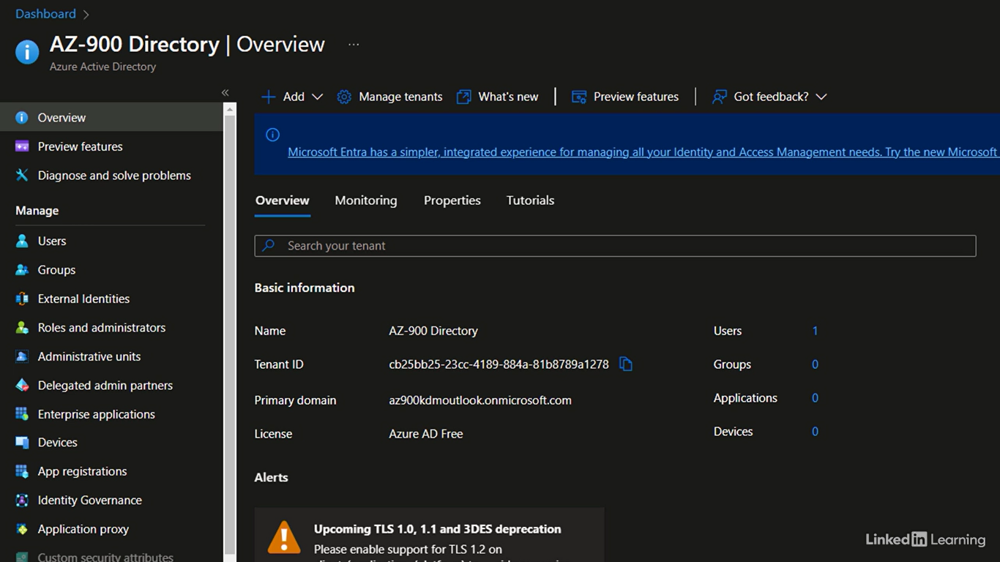 Dashboard
AZ-900 Directory | Overview
Azure Active Directory
Overview
Preview features
Diagnose and solve problems
Manage
Users
Groups
External Identities
Roles and administrators
Administrative units
Delegated admin partners
Enterprise applications
Devices
App registrations
Identity Governance
Application proxy
Custom security attributes
Add
Manage tenants
What's new
Preview features
Got feedback?
Microsoft Entra has a simpler, integrated experience for managing all your Identity and Access Management needs. Try the new Microsoft
Overview Monitoring Properties Tutorials
Search your tenant
Basic information
Name AZ-900 Directory
Tenant ID cb25bb25-23cc-4189-884a-81b8789a1278
Primary domain az900kdmoutlook.onmicrosoft.com
License Azure AD Free
Users 1
Groups 0
Applications 0
Devices 0
Alerts
Upcoming TLS 1.0, 1.1 and 3DES deprecation
Please enable support for TLS 1.2 on
LinkedIn Learning